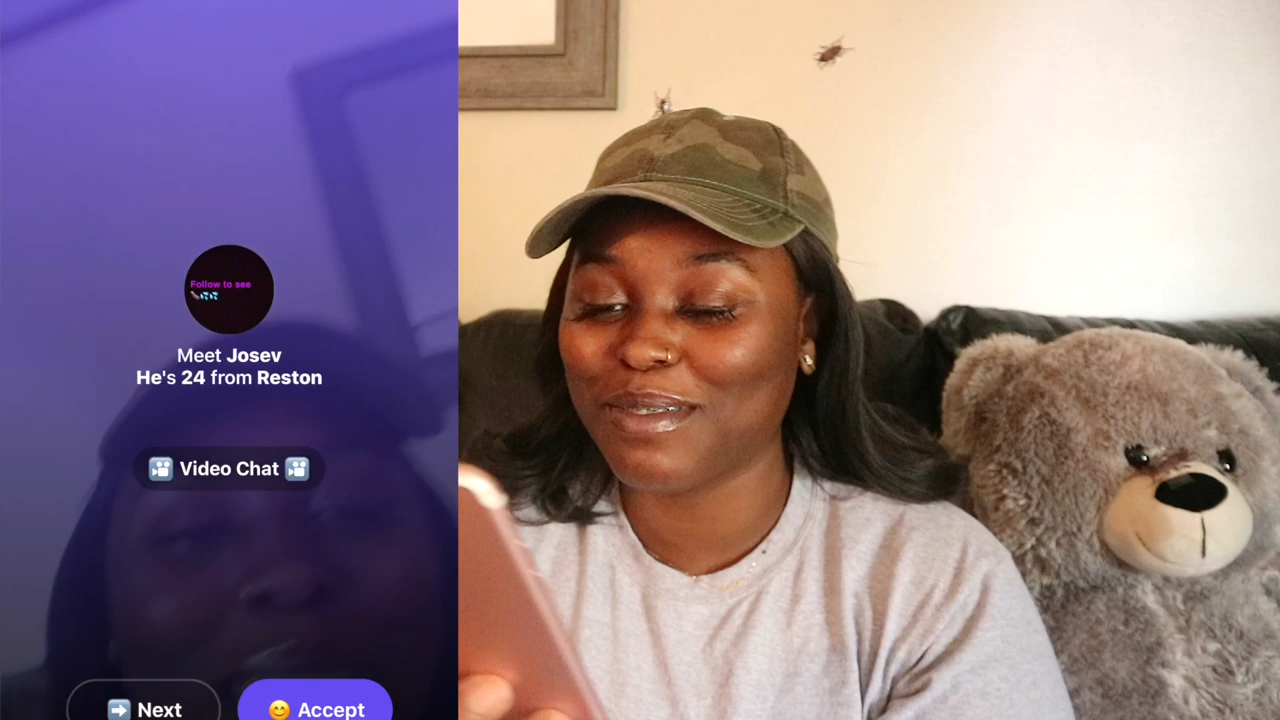 Follow to see
🍆💦💦
Meet Josev
He's 24 from Reston
🎦 Video Chat 🎦
➡️ Next
😊 Accept